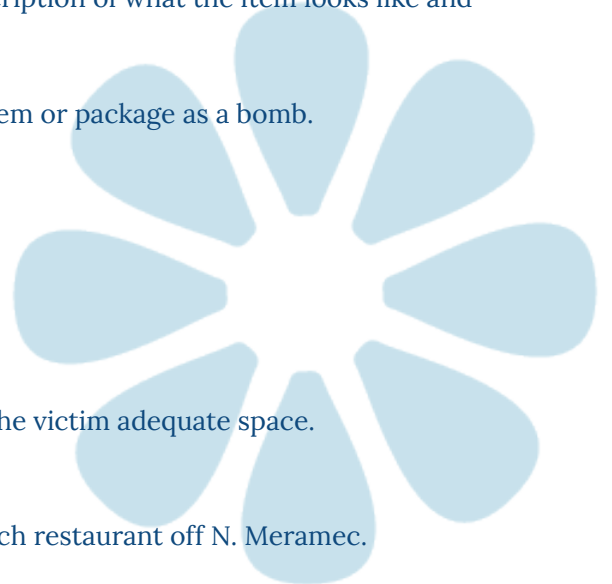 cription of what the item looks like and
em or package as a bomb.
he victim adequate space.
ch restaurant off N. Meramec.